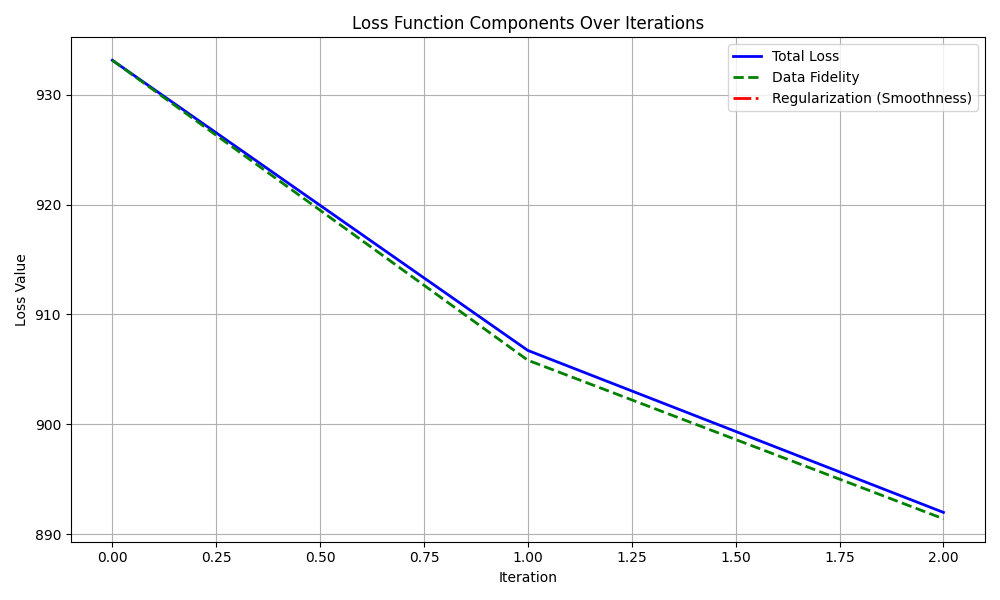 Loss Function Components Over Iterations
Total Loss
Data Fidelity
Regularization (Smoothness)
Loss Value
930
920
910
900
890
0.00 0.25 0.50 0.75 1.00 1.25 1.50 1.75 2.00
Iteration